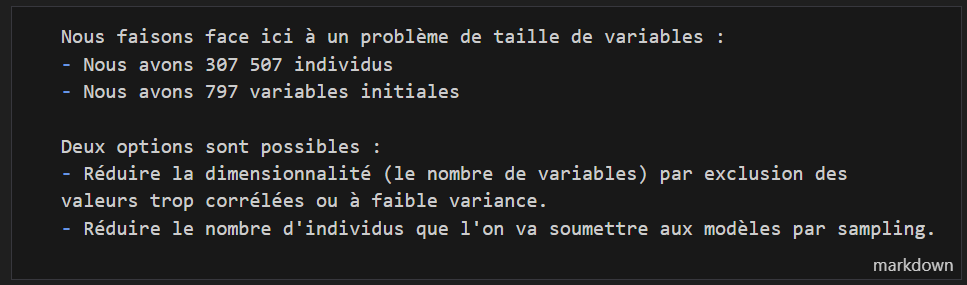 Nous faisons face ici à un problème de taille de variables :
- Nous avons 307 507 individus
- Nous avons 797 variables initiales
Deux options sont possibles :
- Réduire la dimensionnalité (le nombre de variables) par exclusion des
valeurs trop corrélées ou à faible variance.
- Réduire le nombre d'individus que l'on va soumettre aux modèles par sampling.
markdown